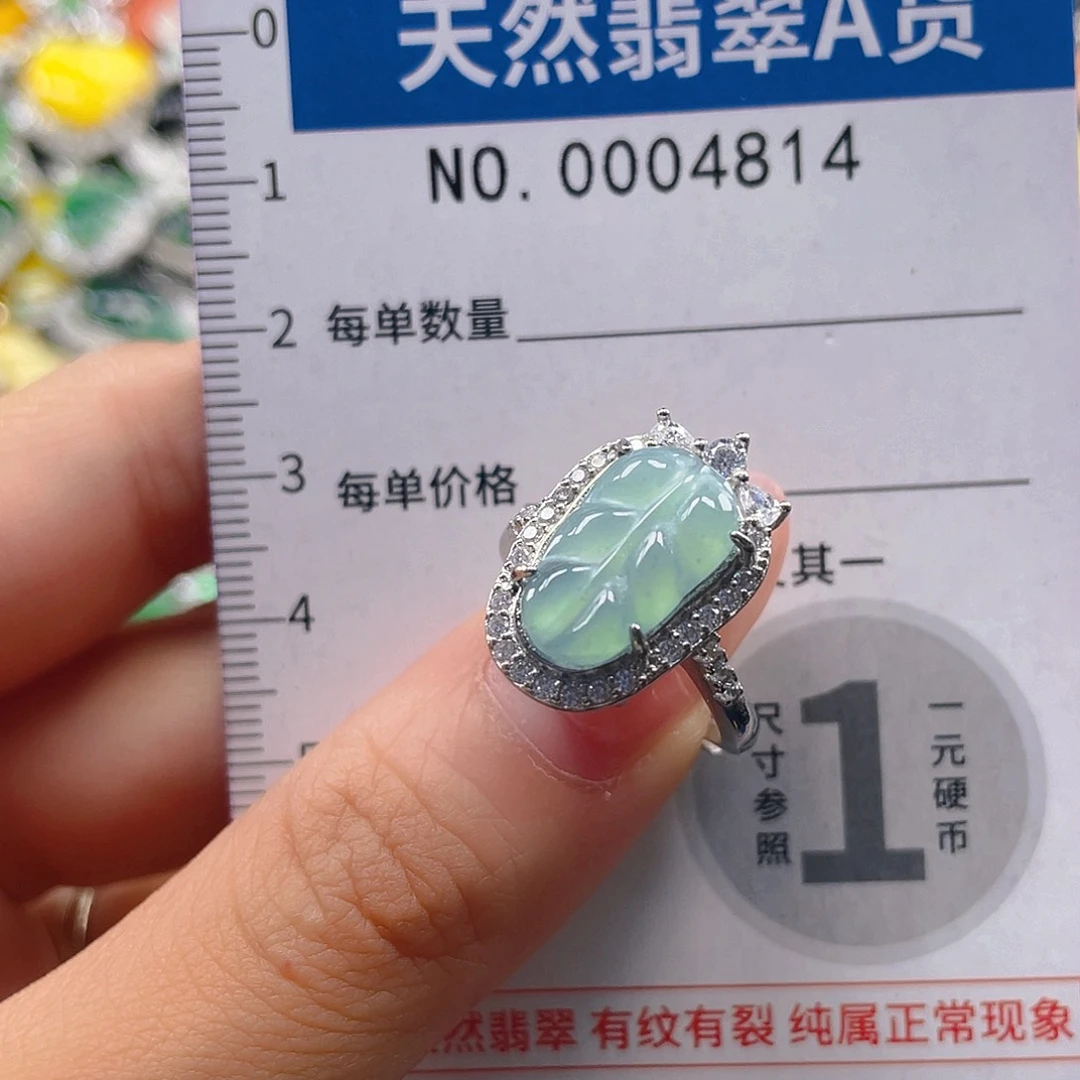 天然翡翠A货
0
NO.0004814
1
2
每单数量
3
每单价格
其一
4
尺寸参照
1
一元硬币
然翡翠 有纹有裂 纯属正常现象